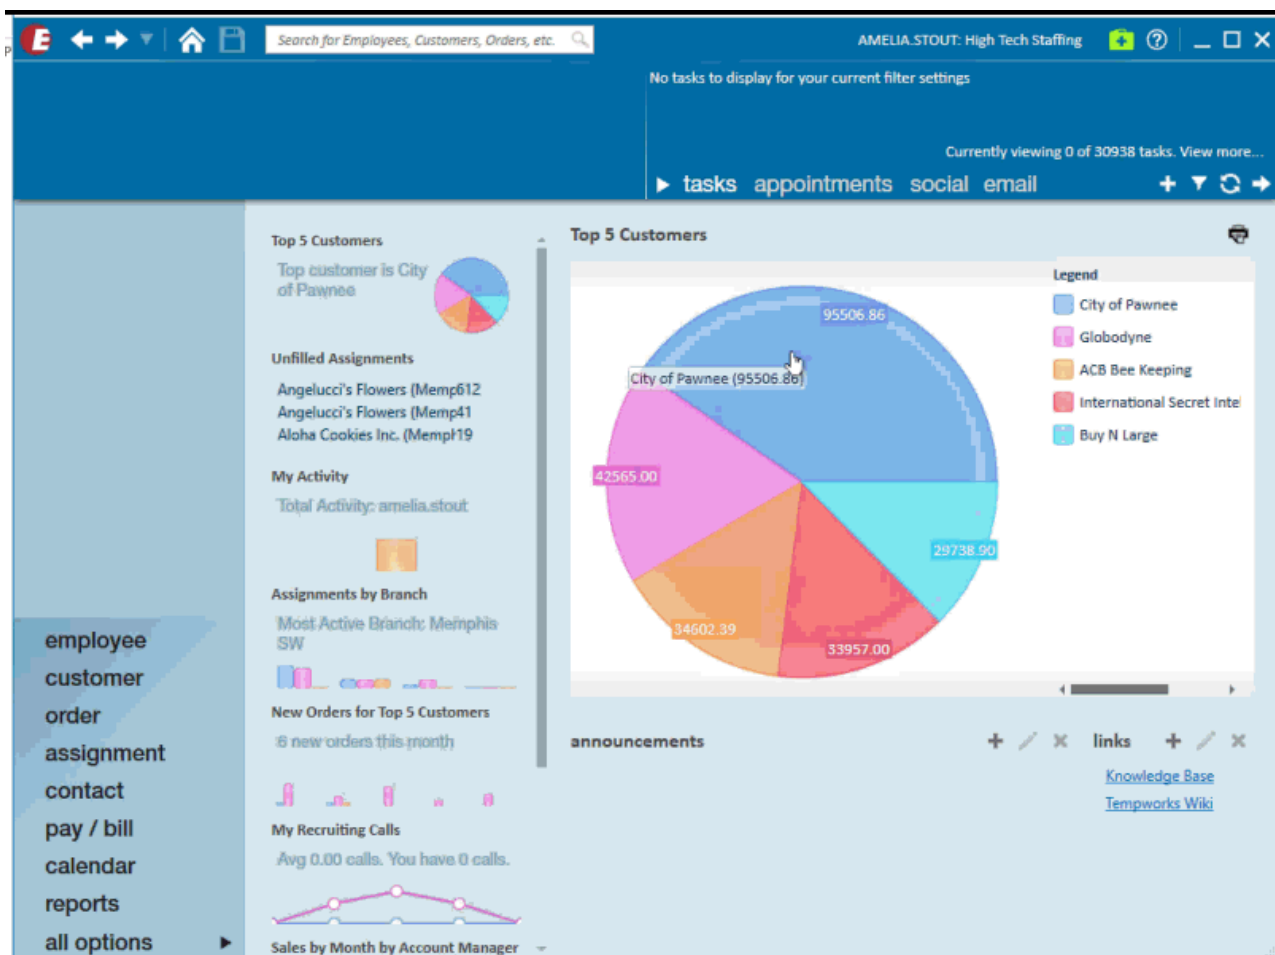 E
Search for Employees, Customers, Orders, etc.
AMELIA.STOUT: High Tech Staffing
No tasks to display for your current filter settings
Currently viewing 0 of 30938 tasks. View more...
tasks appointments social email
Top 5 Customers
Top customer is City
of Pawnee
Unfilled Assignments
Angelucci's Flowers (Memp612
Angelucci's Flowers (Memp41
Aloha Cookies Inc. (Mempl19
My Activity
Total Activity: amelia.stout
Assignments by Branch
Most Active Branch: Memphis
SW
New Orders for Top 5 Customers
6 new orders this month
My Recruiting Calls
Avg 0.00 calls. You have 0 calls.
Sales by Month by Account Manager
Top 5 Customers
95506.86
City of Pawnee (95506.86)
42565.00
29738.90
34602.39
33957.00
Legend
City of Pawnee
Globodyne
ACB Bee Keeping
International Secret Intel
Buy N Large
announcements
links
Knowledge Base
Tempworks Wiki
employee
customer
order
assignment
contact
pay / bill
calendar
reports
all options